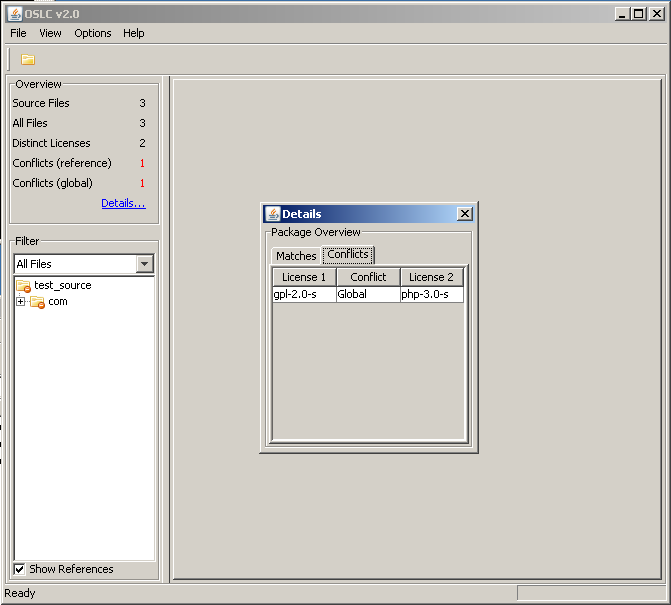 OSLC v2.0
File View Options Help
Overview
Source Files 3
All Files 3
Distinct Licenses 2
Conflicts (reference) 1
Conflicts (global) 1
Details...
Filter
All Files
test_source
com
Show References
Details
Package Overview
Matches Conflicts
License 1 Conflict License 2
gpl-2.0-s Global php-3.0-s
Ready